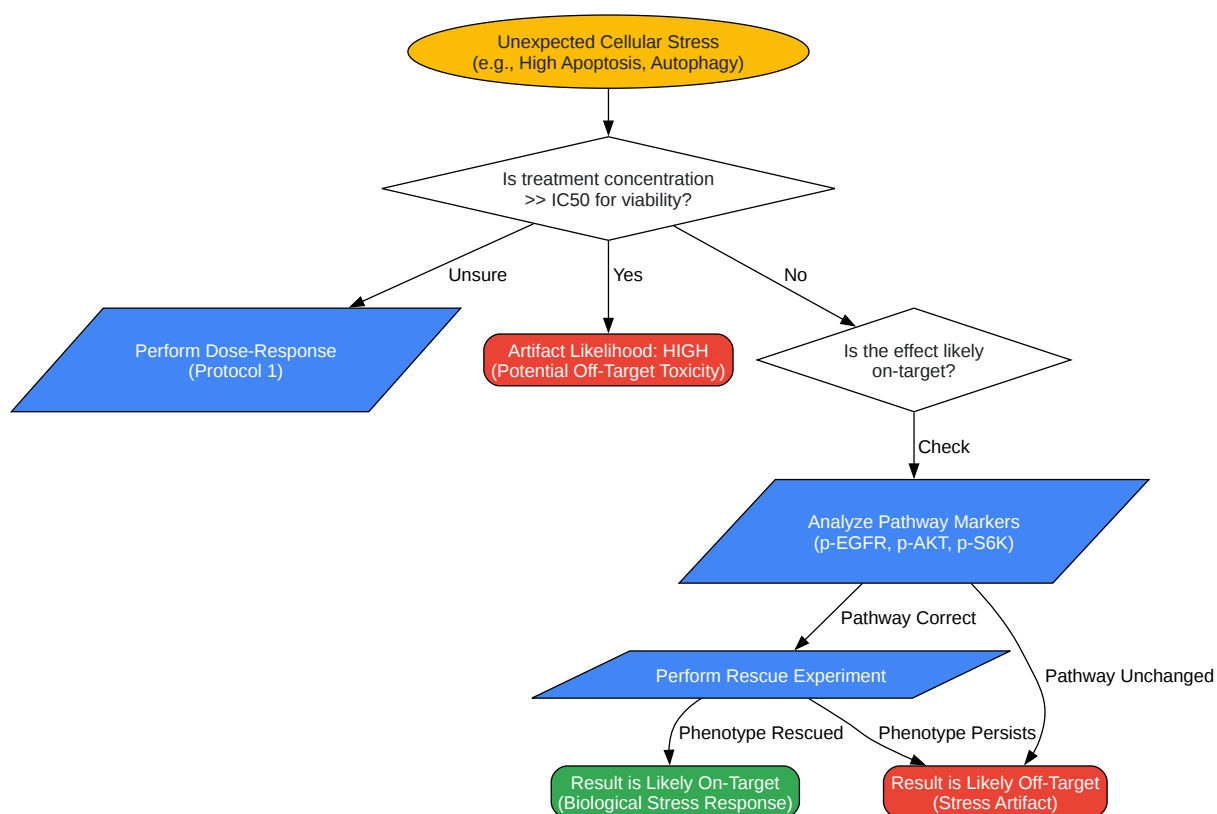 Unexpected Cellular Stress
(e.g., High Apoptosis, Autophagy)
Is treatment concentration
>> IC50 for viability?
Unsure
Yes
No
Perform Dose-Response
(Protocol 1)
Artifact Likelihood: HIGH
(Potential Off-Target Toxicity)
Is the effect likely
on-target?
Check
Analyze Pathway Markers
(p-EGFR, p-AKT, p-S6K)
Pathway Correct
Perform Rescue Experiment
Pathway Unchanged
Phenotype Rescued
Phenotype Persists
Result is Likely On-Target
(Biological Stress Response)
Result is Likely Off-Target
(Stress Artifact)